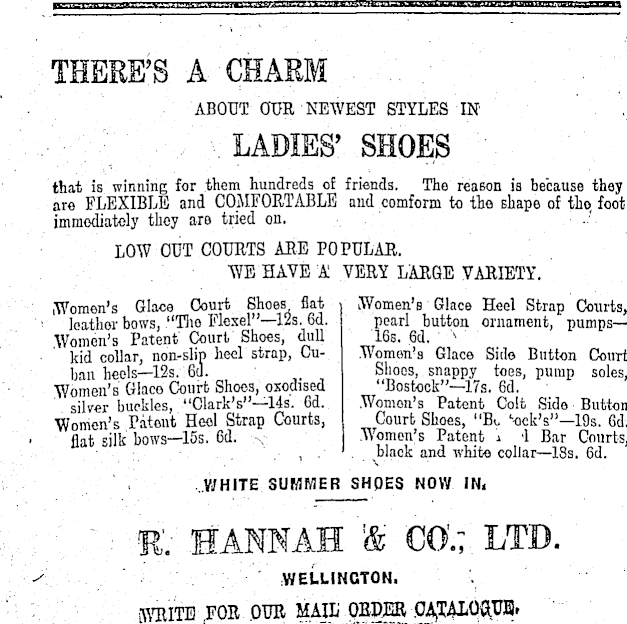 THERE'S A CHARM
ABOUT OUR NEWEST STYLES IN
LADIES' SHOES
that is winning for them hundreds of friends. The reason is because they
are FLEXIBLE and COMFORTABLE and comform to the shape of the foot
immediately they are tried on.
LOW CUT COURTS ARE POPULAR.
WE HAVE A VERY LARGE VARIETY.
Women's Glace Court Shoes, flat
leather bows, "The Flexel"—12s. 6d.
Women's Patent Court Shoes, dull
kid collar, non-slip heel strap, Cu-
ban heels—12s. 6d.
Women's Glace Court Shoes, oxodised
silver buckles, "Clark's"—14s. 6d.
Women's Patent Heel Strap Courts,
flat silk bows—15s. 6d.
Women's Glace Heel Strap Courts,
pearl button ornament, pumps—
16s. 6d.
Women's Glace Side Button Court
Shoes, snappy toes, pump soles,
"Bostock"—17s. 6d.
Women's Patent Colt Side Button
Court Shoes, —19s. 6d.
Women's Patent Bar Courts,
black and white collar—18s. 6d.
WHITE SUMMER SHOES NOW IN.
R. HANNAH & CO., LTD.
WELLINGTON.
WRITE FOR OUR MAIL ORDER CATALOGUE.